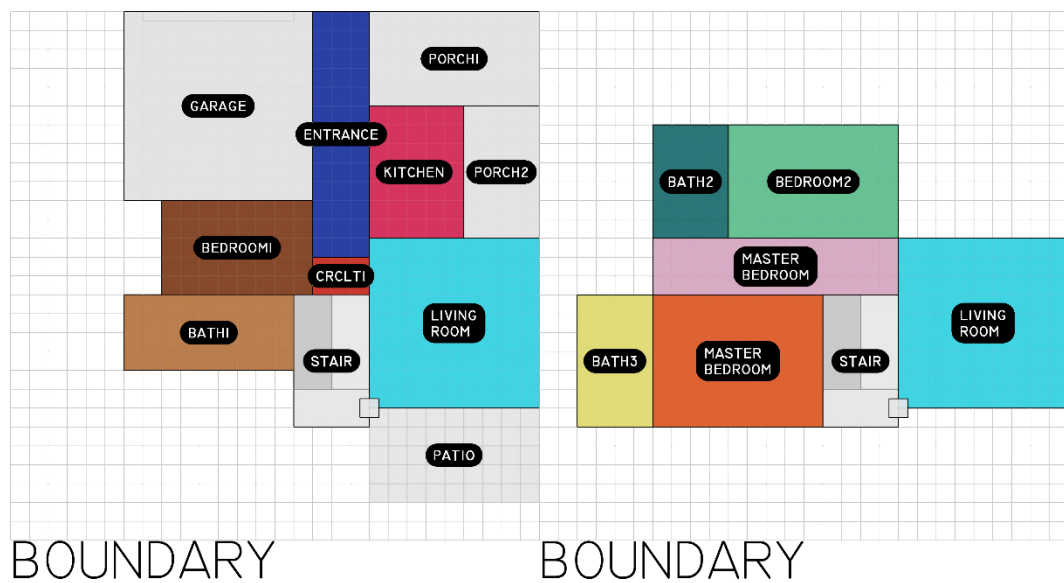 PORCH1
GARAGE
ENTRANCE
KITCHEN
PORCH2
BEDROOM1
CRCLT1
LIVING
ROOM
BATH1
STAIR
PATIO
BOUNDARY
BATH2
BEDROOM2
MASTER
BEDROOM
LIVING
ROOM
BATH3
MASTER
BEDROOM
STAIR
BOUNDARY